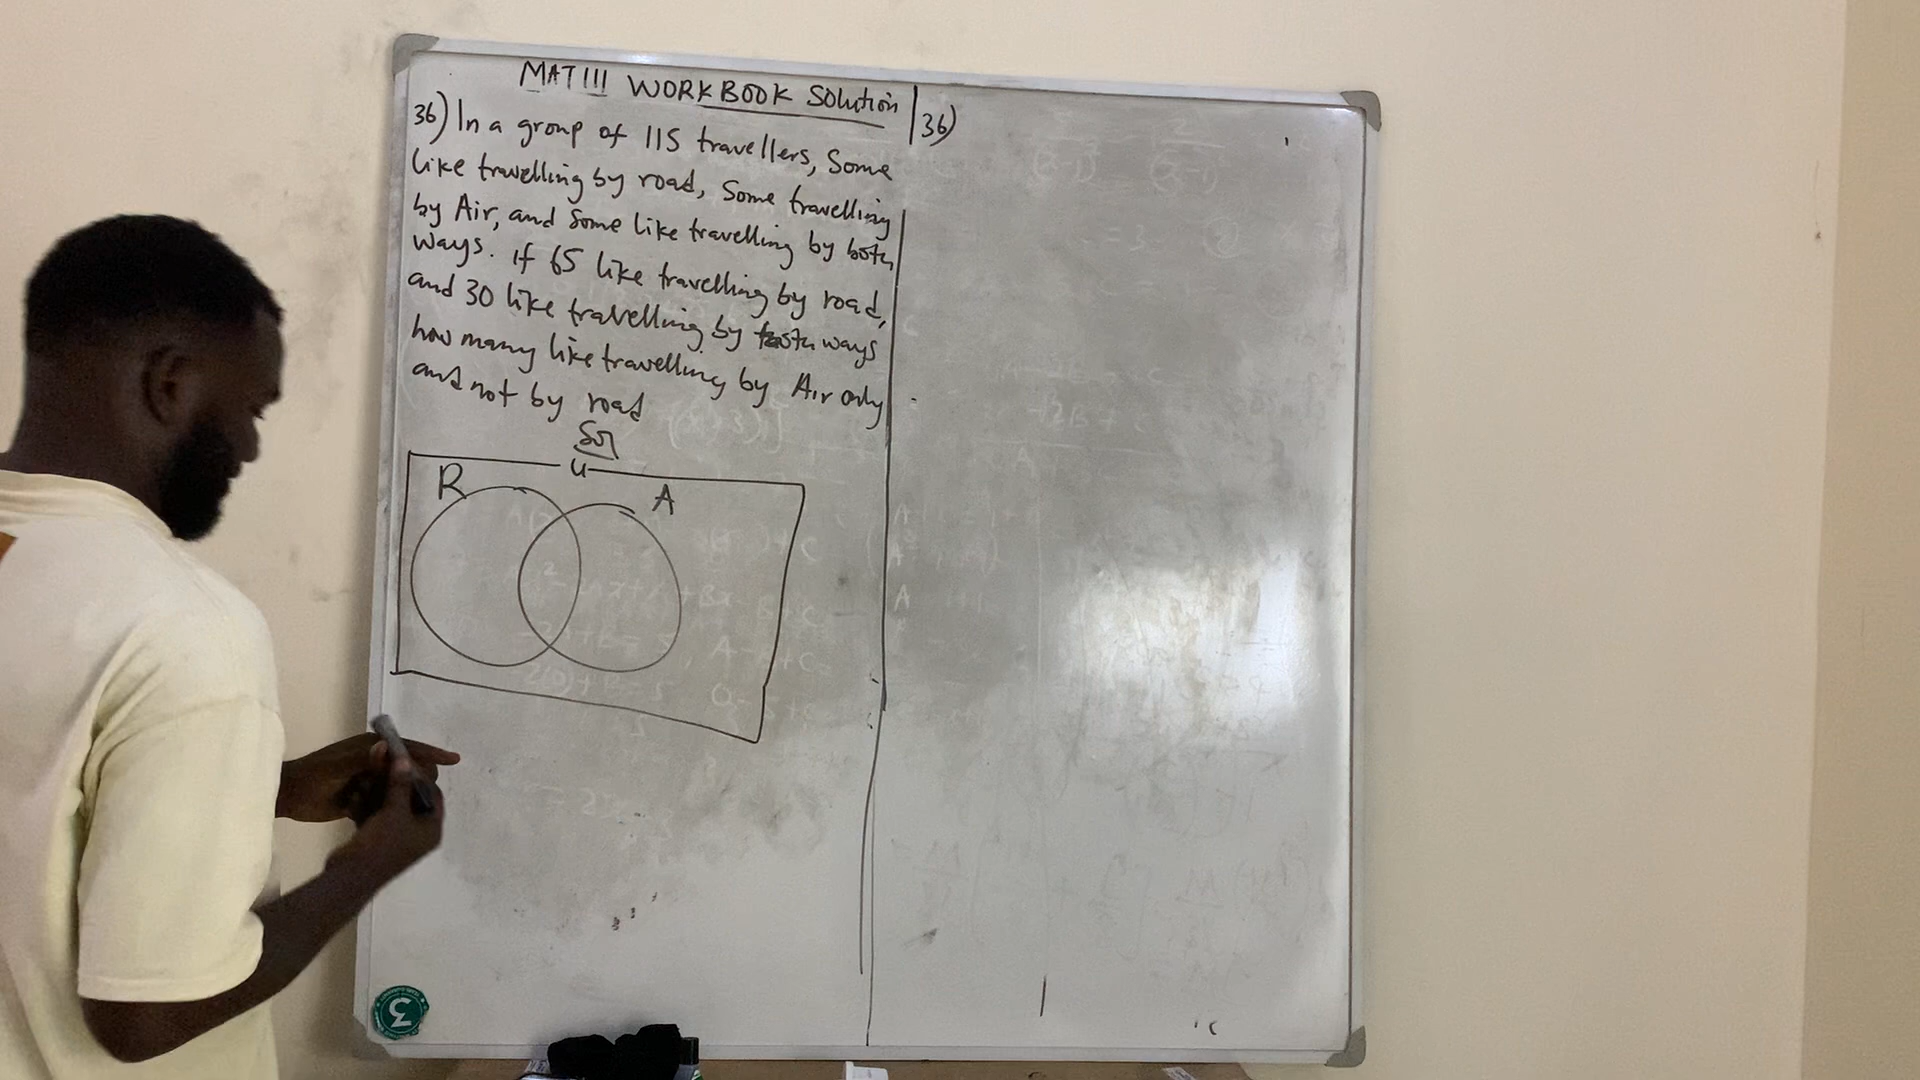 MAT111 WORKBOOK Solution
36) In a group of 115 travellers, Some
like travelling by road, Some travelling
by Air, and Some like travelling by both
ways. If 65 like travelling by road,
and 30 like travelling by both ways
how many like travelling by Air only
and not by road
Sol
U
R
A
36)